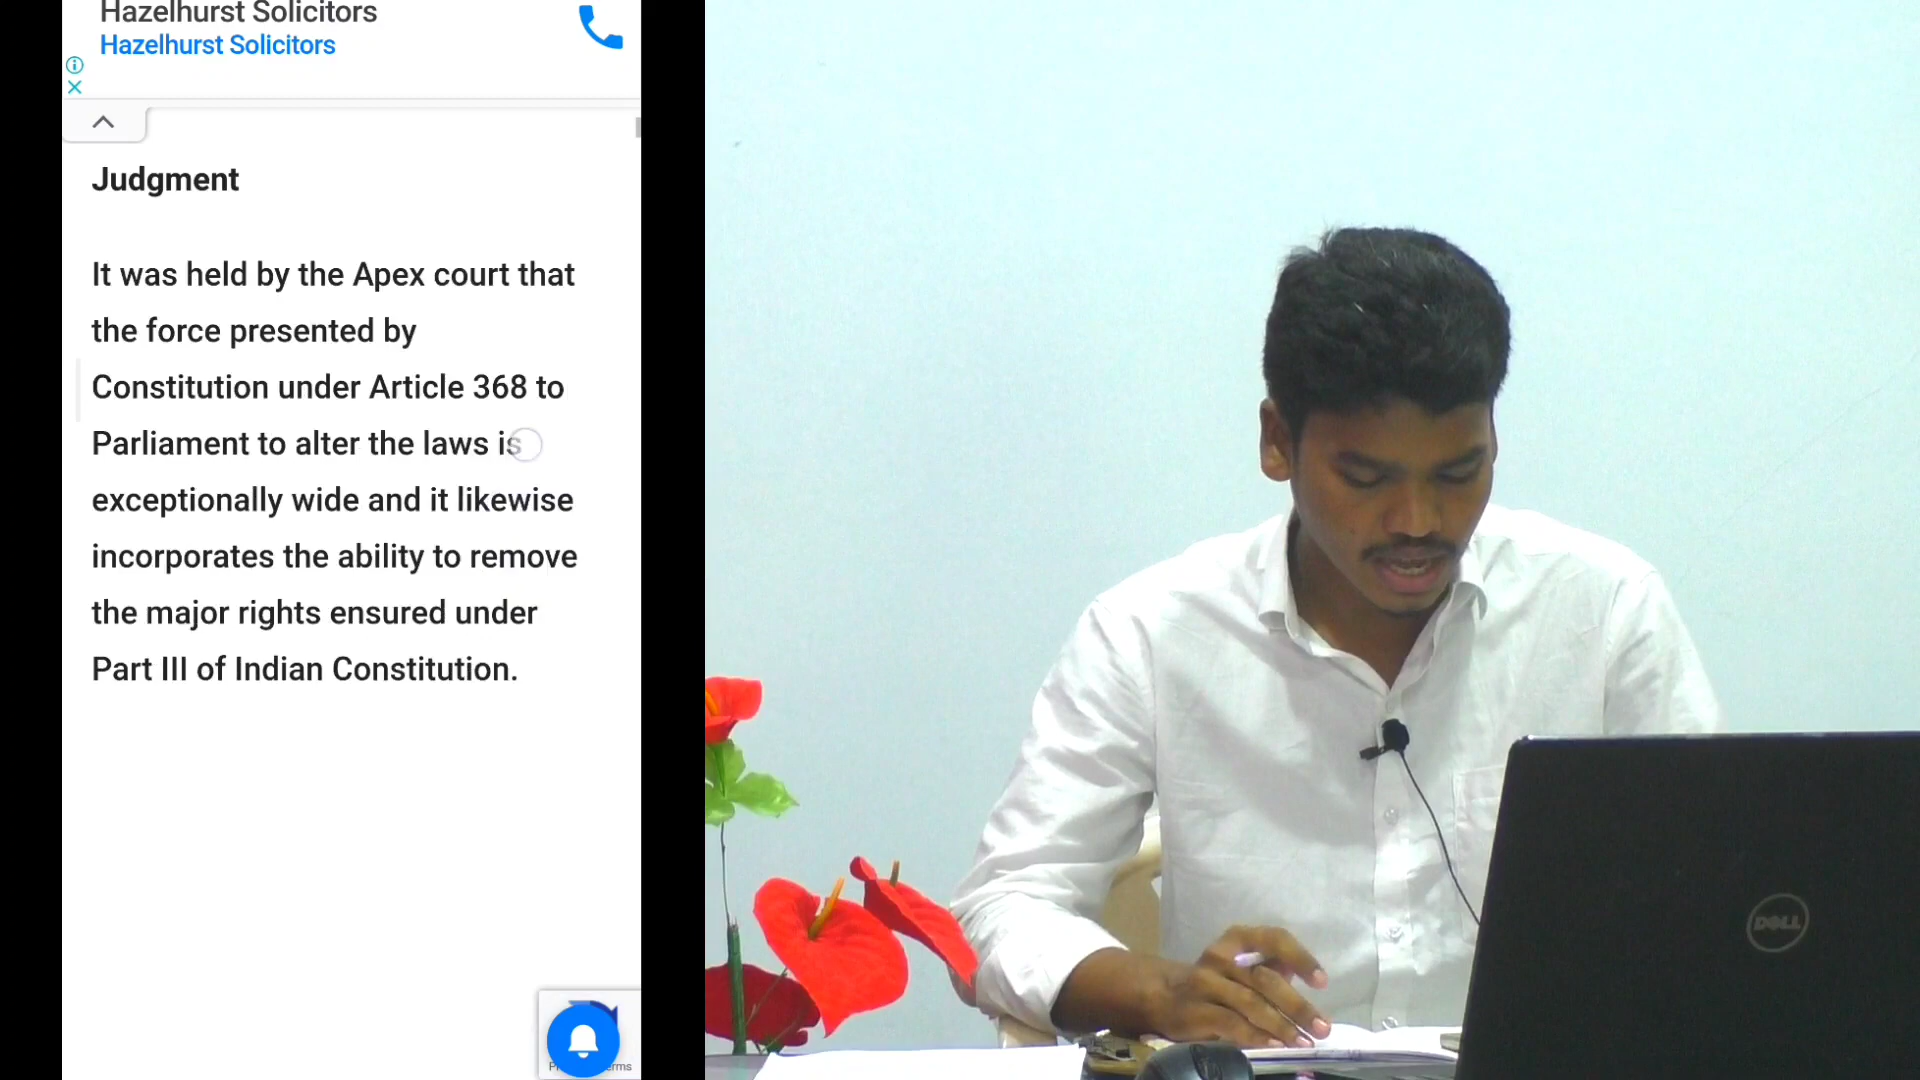 Hazelhurst Solicitors
Hazelhurst Solicitors
Judgment
It was held by the Apex court that
the force presented by
Constitution under Article 368 to
Parliament to alter the laws is
exceptionally wide and it likewise
incorporates the ability to remove
the major rights ensured under
Part III of Indian Constitution.
DELL